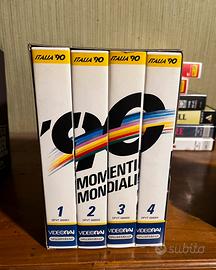 ITALIA '90 ITALIA '90 ITALIA '90 ITALIA '90
'90
MOMENTI
MONDIALI
1 2 3 4
VIDEORAI VIDEORAI VIDEORAI VIDEORAI
Subito